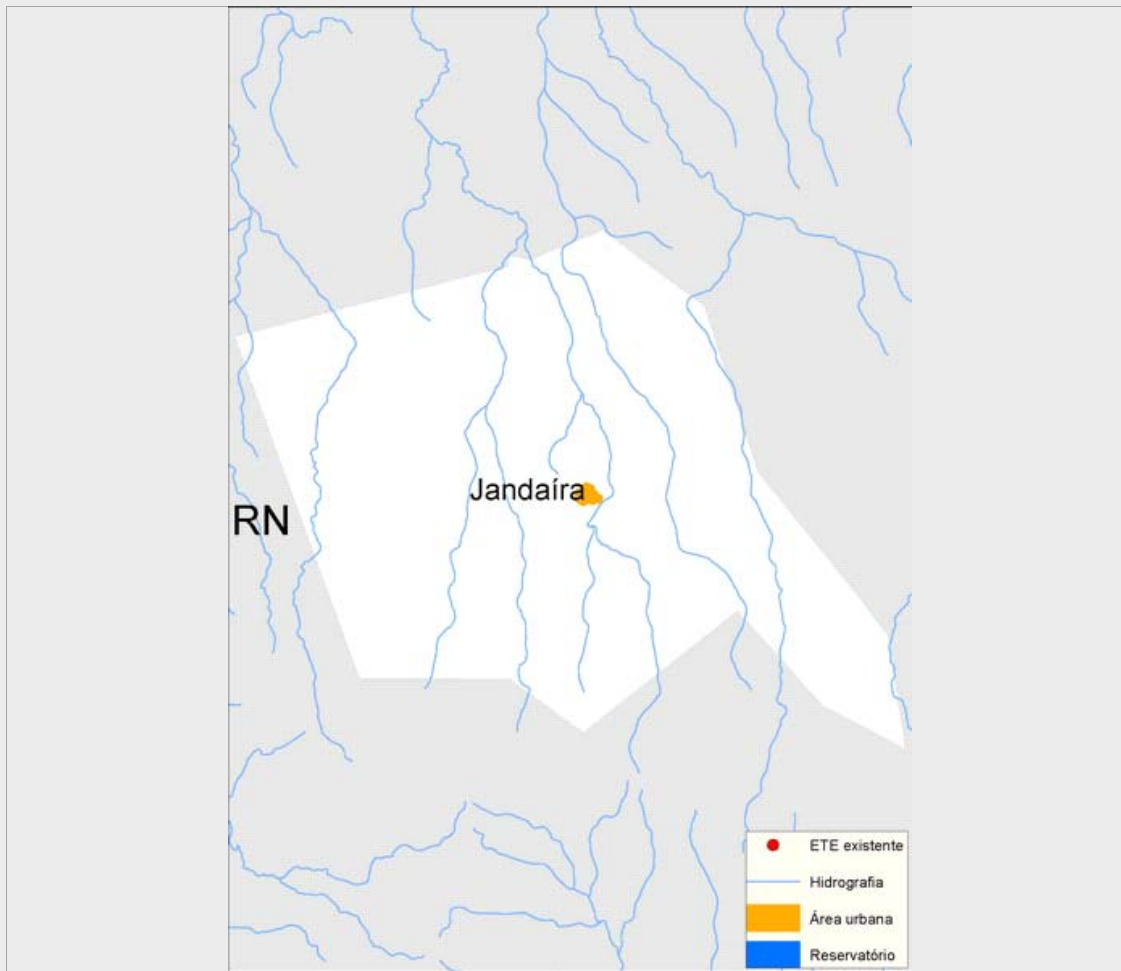 Jandaíra
RN
ETE existente
Hidrografia
Área urbana
Reservatório